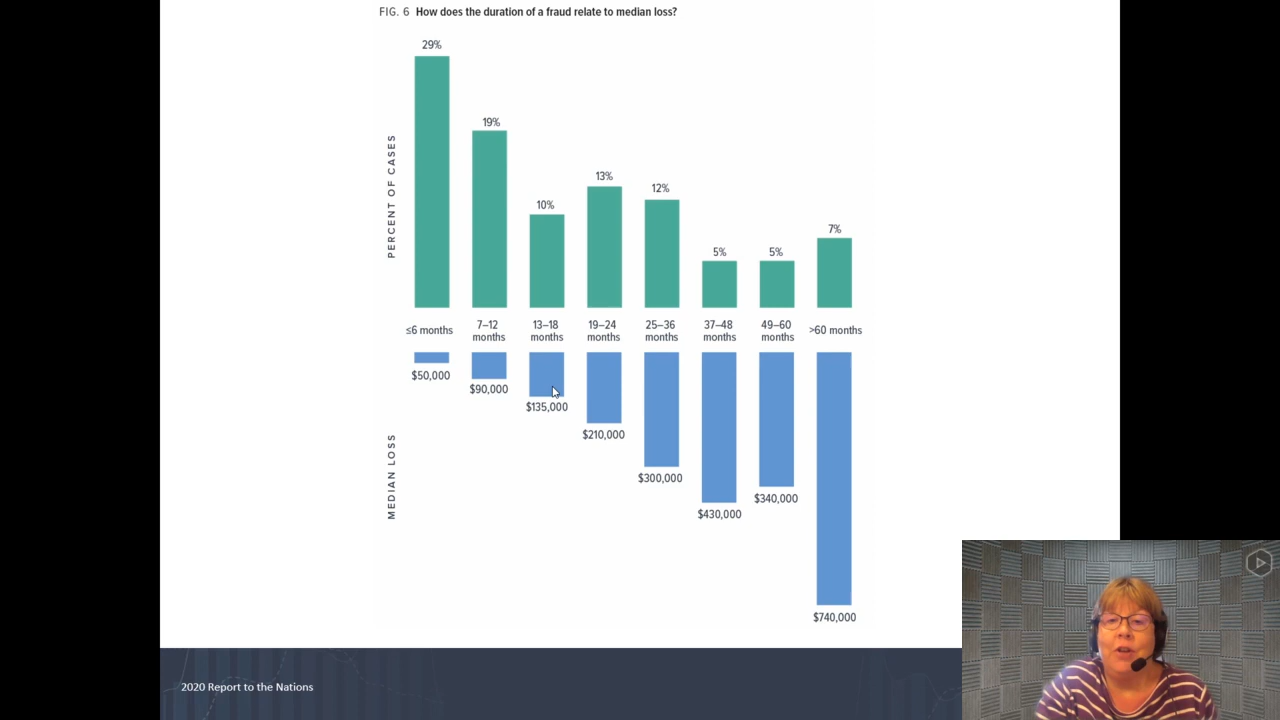 FIG. 6 How does the duration of a fraud relate to median loss?
29%
19%
10%
13%
12%
5%
5%
7%
PERCENT OF CASES
≤6 months
7–12
months
13–18
months
19–24
months
25–36
months
37–48
months
49–60
months
>60 months
MEDIAN LOSS
$50,000
$90,000
$135,000
$210,000
$300,000
$430,000
$340,000
$740,000
2020 Report to the Nations